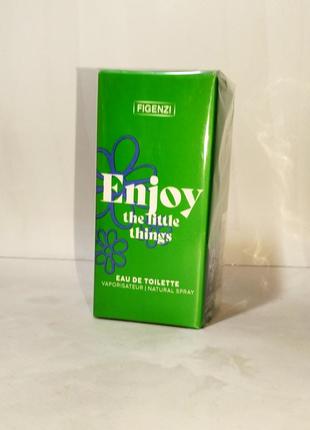 FIGENZI
Enjoy
the little
things
EAU DE TOILETTE
VAPORISATEUR | NATURAL SPRAY